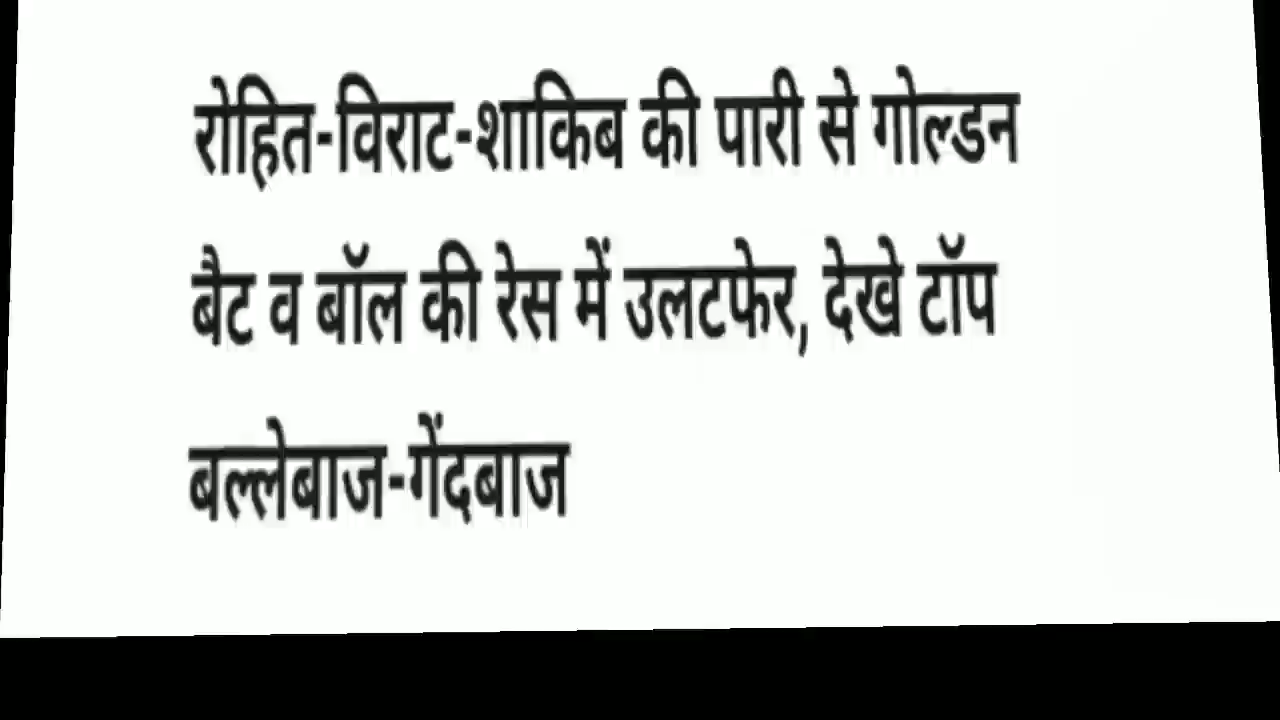 रोहित-विराट-शाकिब की पारी से गोल्डन
बैट व बॉल की रेस में उलटफेर, देखे टॉप
बल्लेबाज-गेंदबाज